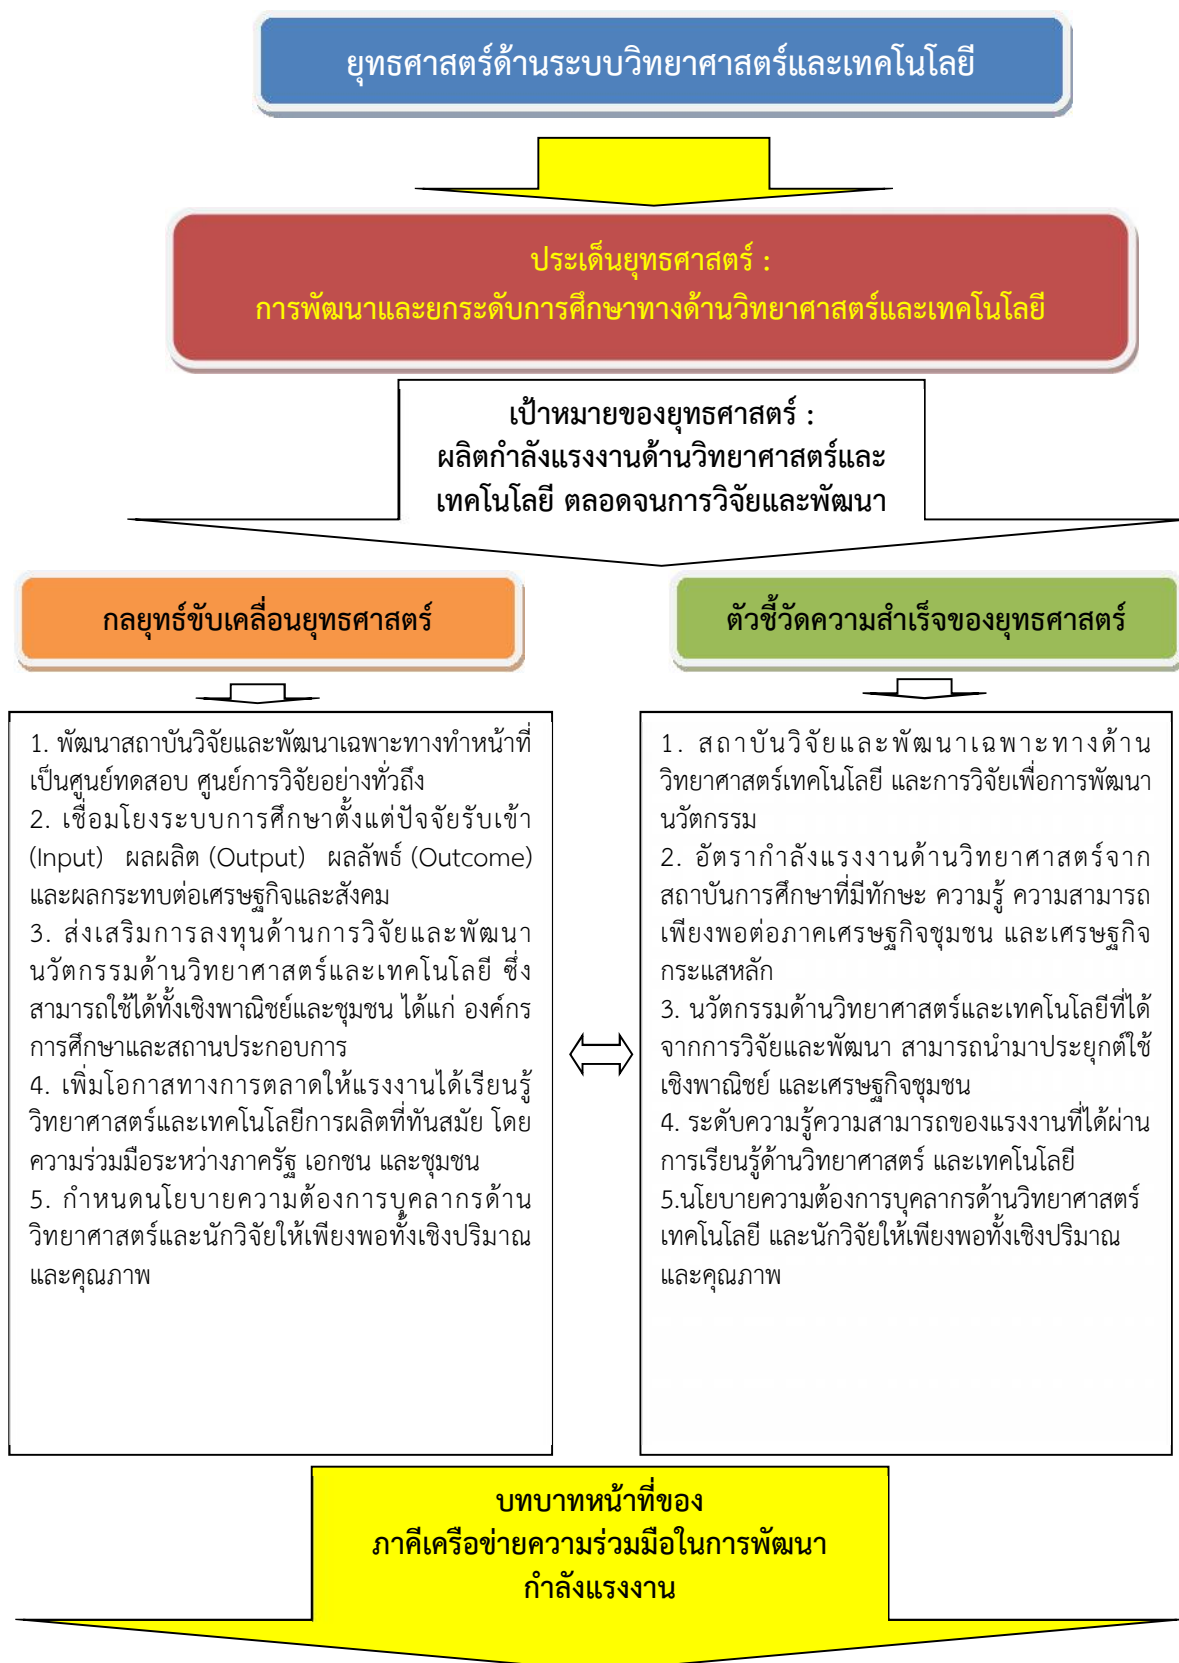 ยุทธศาสตร์ด้านระบบวิทยาศาสตร์และเทคโนโลยี
ประเด็นยุทธศาสตร์ :
การพัฒนาและยกระดับการศึกษาทางด้านวิทยาศาสตร์และเทคโนโลยี
เป้าหมายของยุทธศาสตร์ :
ผลิตกำลังแรงงานด้านวิทยาศาสตร์และ
เทคโนโลยี ตลอดจนการวิจัยและพัฒนา
กลยุทธ์ขับเคลื่อนยุทธศาสตร์
1. พัฒนาสถาบันวิจัยและพัฒนาเฉพาะทางทำหน้าที่
เป็นศูนย์ทดสอบ ศูนย์การวิจัยอย่างทั่วถึง
2. เชื่อมโยงระบบการศึกษาตั้งแต่ปัจจัยรับเข้า
(Input) ผลผลิต (Output) ผลลัพธ์ (Outcome)
และผลกระทบต่อเศรษฐกิจและสังคม
3. ส่งเสริมการลงทุนด้านการวิจัยและพัฒนา
นวัตกรรมด้านวิทยาศาสตร์และเทคโนโลยี ซึ่ง
สามารถใช้ได้ทั้งเชิงพาณิชย์และชุมชน ได้แก่ องค์กร
การศึกษาและสถานประกอบการ
4. เพิ่มโอกาสทางการตลาดให้แรงงานได้เรียนรู้
วิทยาศาสตร์และเทคโนโลยีการผลิตที่ทันสมัย โดย
ความร่วมมือระหว่างภาครัฐ เอกชน และชุมชน
5. กำหนดนโยบายความต้องการบุคลากรด้าน
วิทยาศาสตร์และนักวิจัยให้เพียงพอทั้งเชิงปริมาณ
และคุณภาพ
ตัวชี้วัดความสำเร็จของยุทธศาสตร์
1. สถาบันวิจัยและพัฒนาเฉพาะทางด้าน
วิทยาศาสตร์เทคโนโลยี และการวิจัยเพื่อการพัฒนา
นวัตกรรม
2. อัตรากำลังแรงงานด้านวิทยาศาสตร์จาก
สถาบันการศึกษาที่มีทักษะ ความรู้ ความสามารถ
เพียงพอต่อภาคเศรษฐกิจชุมชน และเศรษฐกิจ
กระแสหลัก
3. นวัตกรรมด้านวิทยาศาสตร์และเทคโนโลยีที่ได้
จากการวิจัยและพัฒนา สามารถนำมาประยุกต์ใช้
เชิงพาณิชย์ และเศรษฐกิจชุมชน
4. ระดับความรู้ความสามารถของแรงงานที่ได้ผ่าน
การเรียนรู้ด้านวิทยาศาสตร์ และเทคโนโลยี
5.นโยบายความต้องการบุคลากรด้านวิทยาศาสตร์
เทคโนโลยี และนักวิจัยให้เพียงพอทั้งเชิงปริมาณ
และคุณภาพ
บทบาทหน้าที่ของ
ภาคีเครือข่ายความร่วมมือในการพัฒนา
กำลังแรงงาน